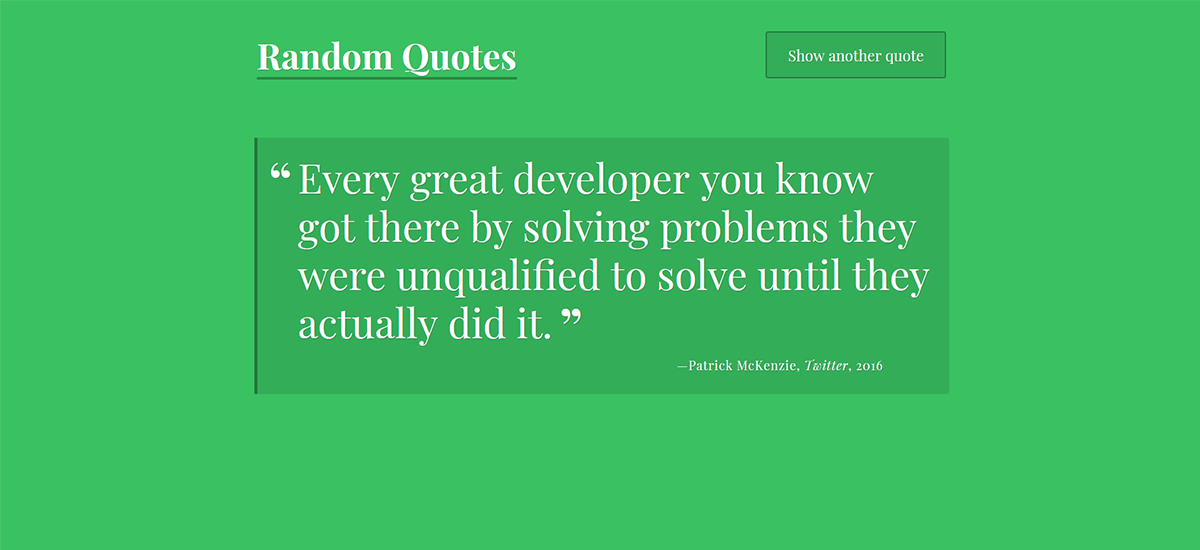 Random Quotes
Show another quote
“Every great developer you know
got there by solving problems they
were unqualified to solve until they
actually did it.”
—Patrick McKenzie, Twitter, 2016